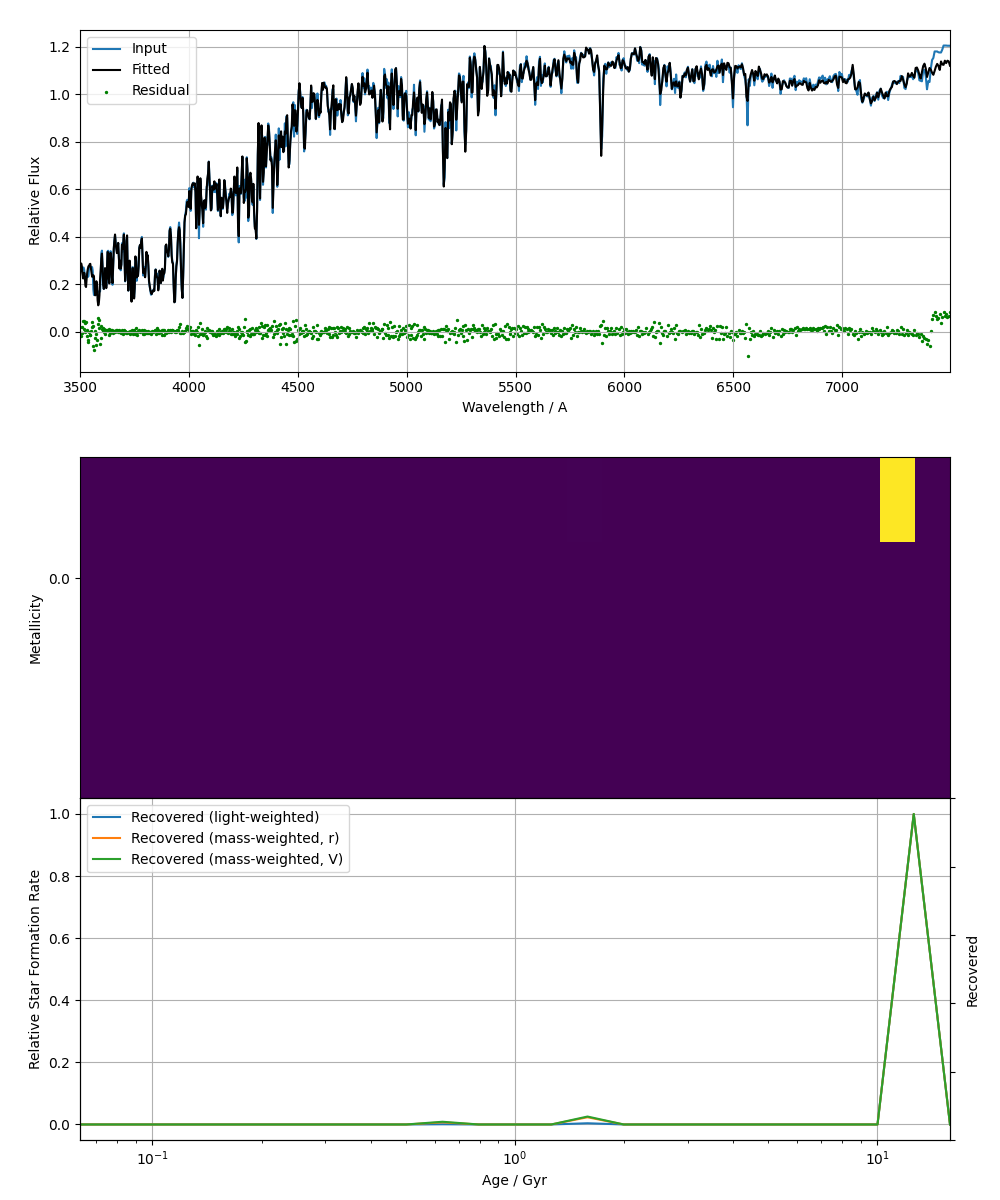 1.2
1.0
0.8
0.6
0.4
0.2
0.0
Relative Flux
Input
Fitted
Residual
3500 4000 4500 5000 5500 6000 6500 7000
Wavelength / A
0.0
Metallicity
1.0
0.8
0.6
0.4
0.2
0.0
Relative Star Formation Rate
Recovered (light-weighted)
Recovered (mass-weighted, r)
Recovered (mass-weighted, V)
Recovered
10⁻¹ 10⁰ 10¹
Age / Gyr